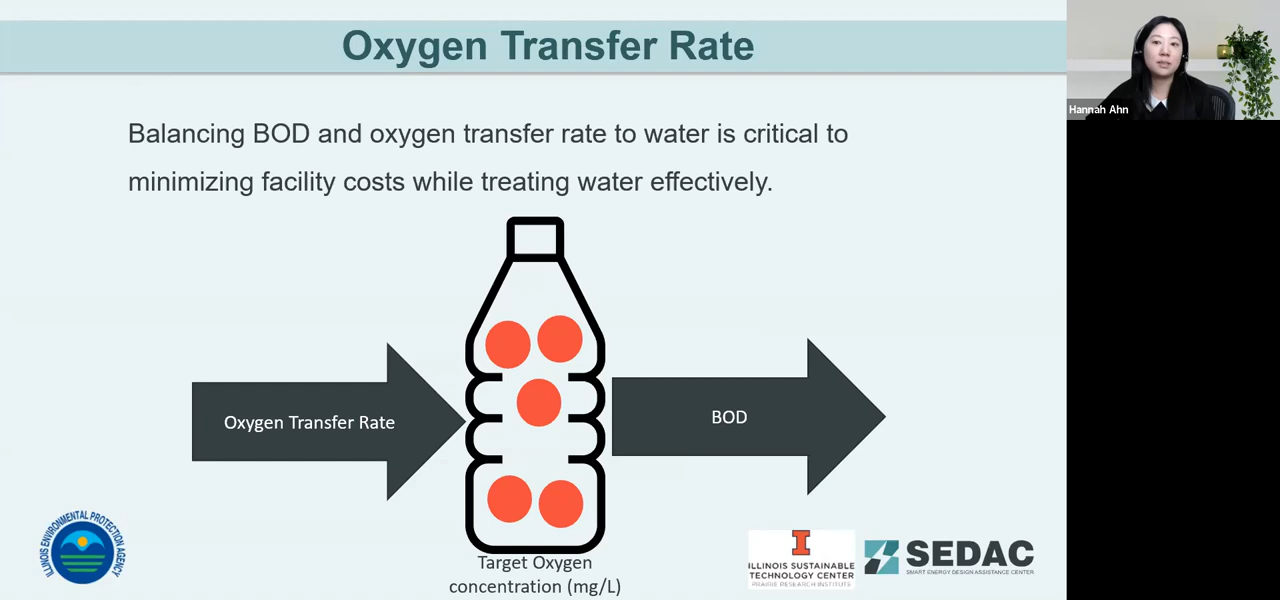 Oxygen Transfer Rate
Hannah Ahn
Balancing BOD and oxygen transfer rate to water is critical to
minimizing facility costs while treating water effectively.
Oxygen Transfer Rate
BOD
Target Oxygen
concentration (mg/L)
ILLINOIS ENVIRONMENTAL PROTECTION AGENCY
ILLINOIS SUSTAINABLE
TECHNOLOGY CENTER
PRAIRIE RESEARCH INSTITUTE
SEDAC
SMART ENERGY DESIGN ASSISTANCE CENTER